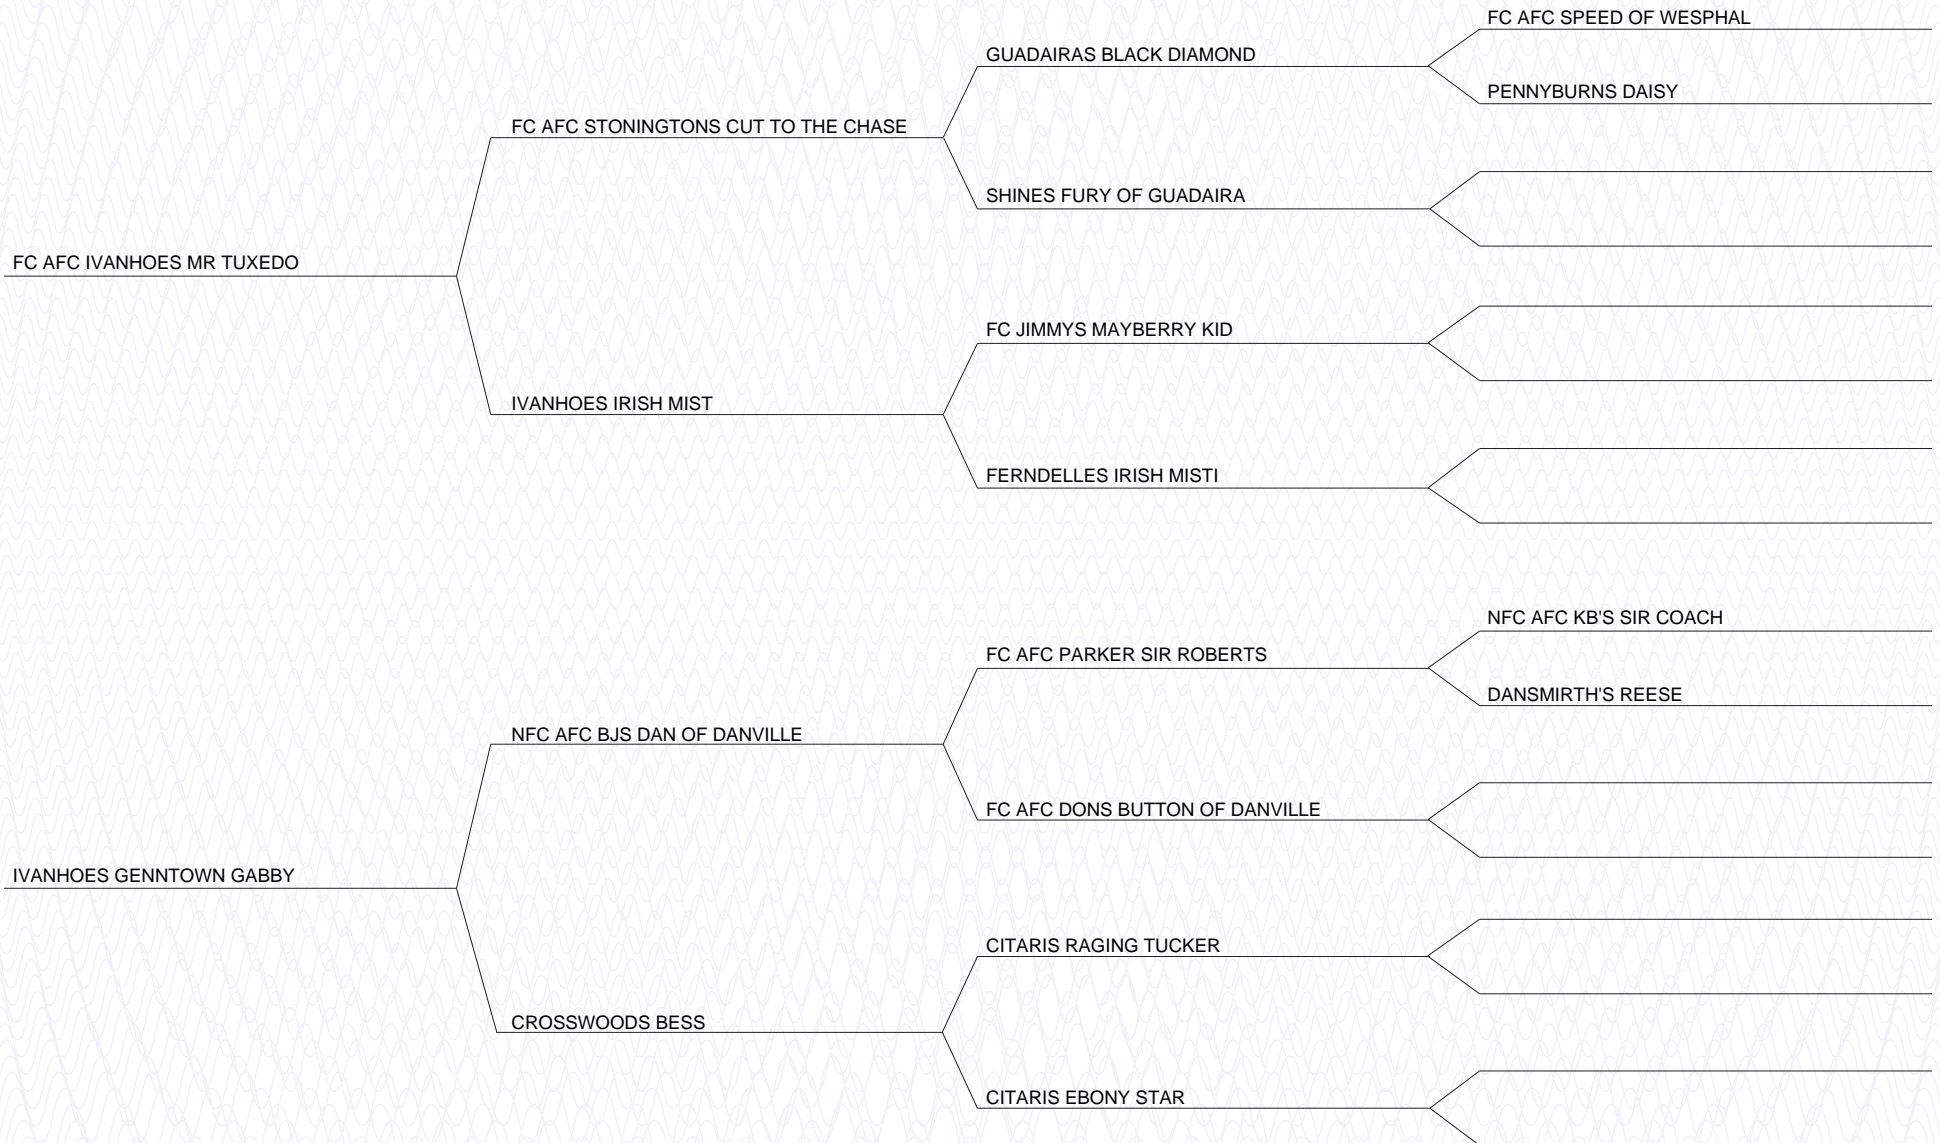 FC AFC SPEED OF WESPHAL
GUADAIRAS BLACK DIAMOND
PENNYBURNS DAISY
FC AFC STONINGTONS CUT TO THE CHASE
SHINES FURY OF GUADAIRA
FC AFC IVANHOES MR TUXEDO
FC JIMMYS MAYBERRY KID
IVANHOES IRISH MIST
FERNDELLES IRISH MISTI
NFC AFC KB'S SIR COACH
FC AFC PARKER SIR ROBERTS
DANSMIRTH'S REESE
NFC AFC BJS DAN OF DANVILLE
FC AFC DONS BUTTON OF DANVILLE
IVANHOES GENNTOWN GABBY
CITARIS RAGING TUCKER
CROSSWOODS BESS
CITARIS EBONY STAR